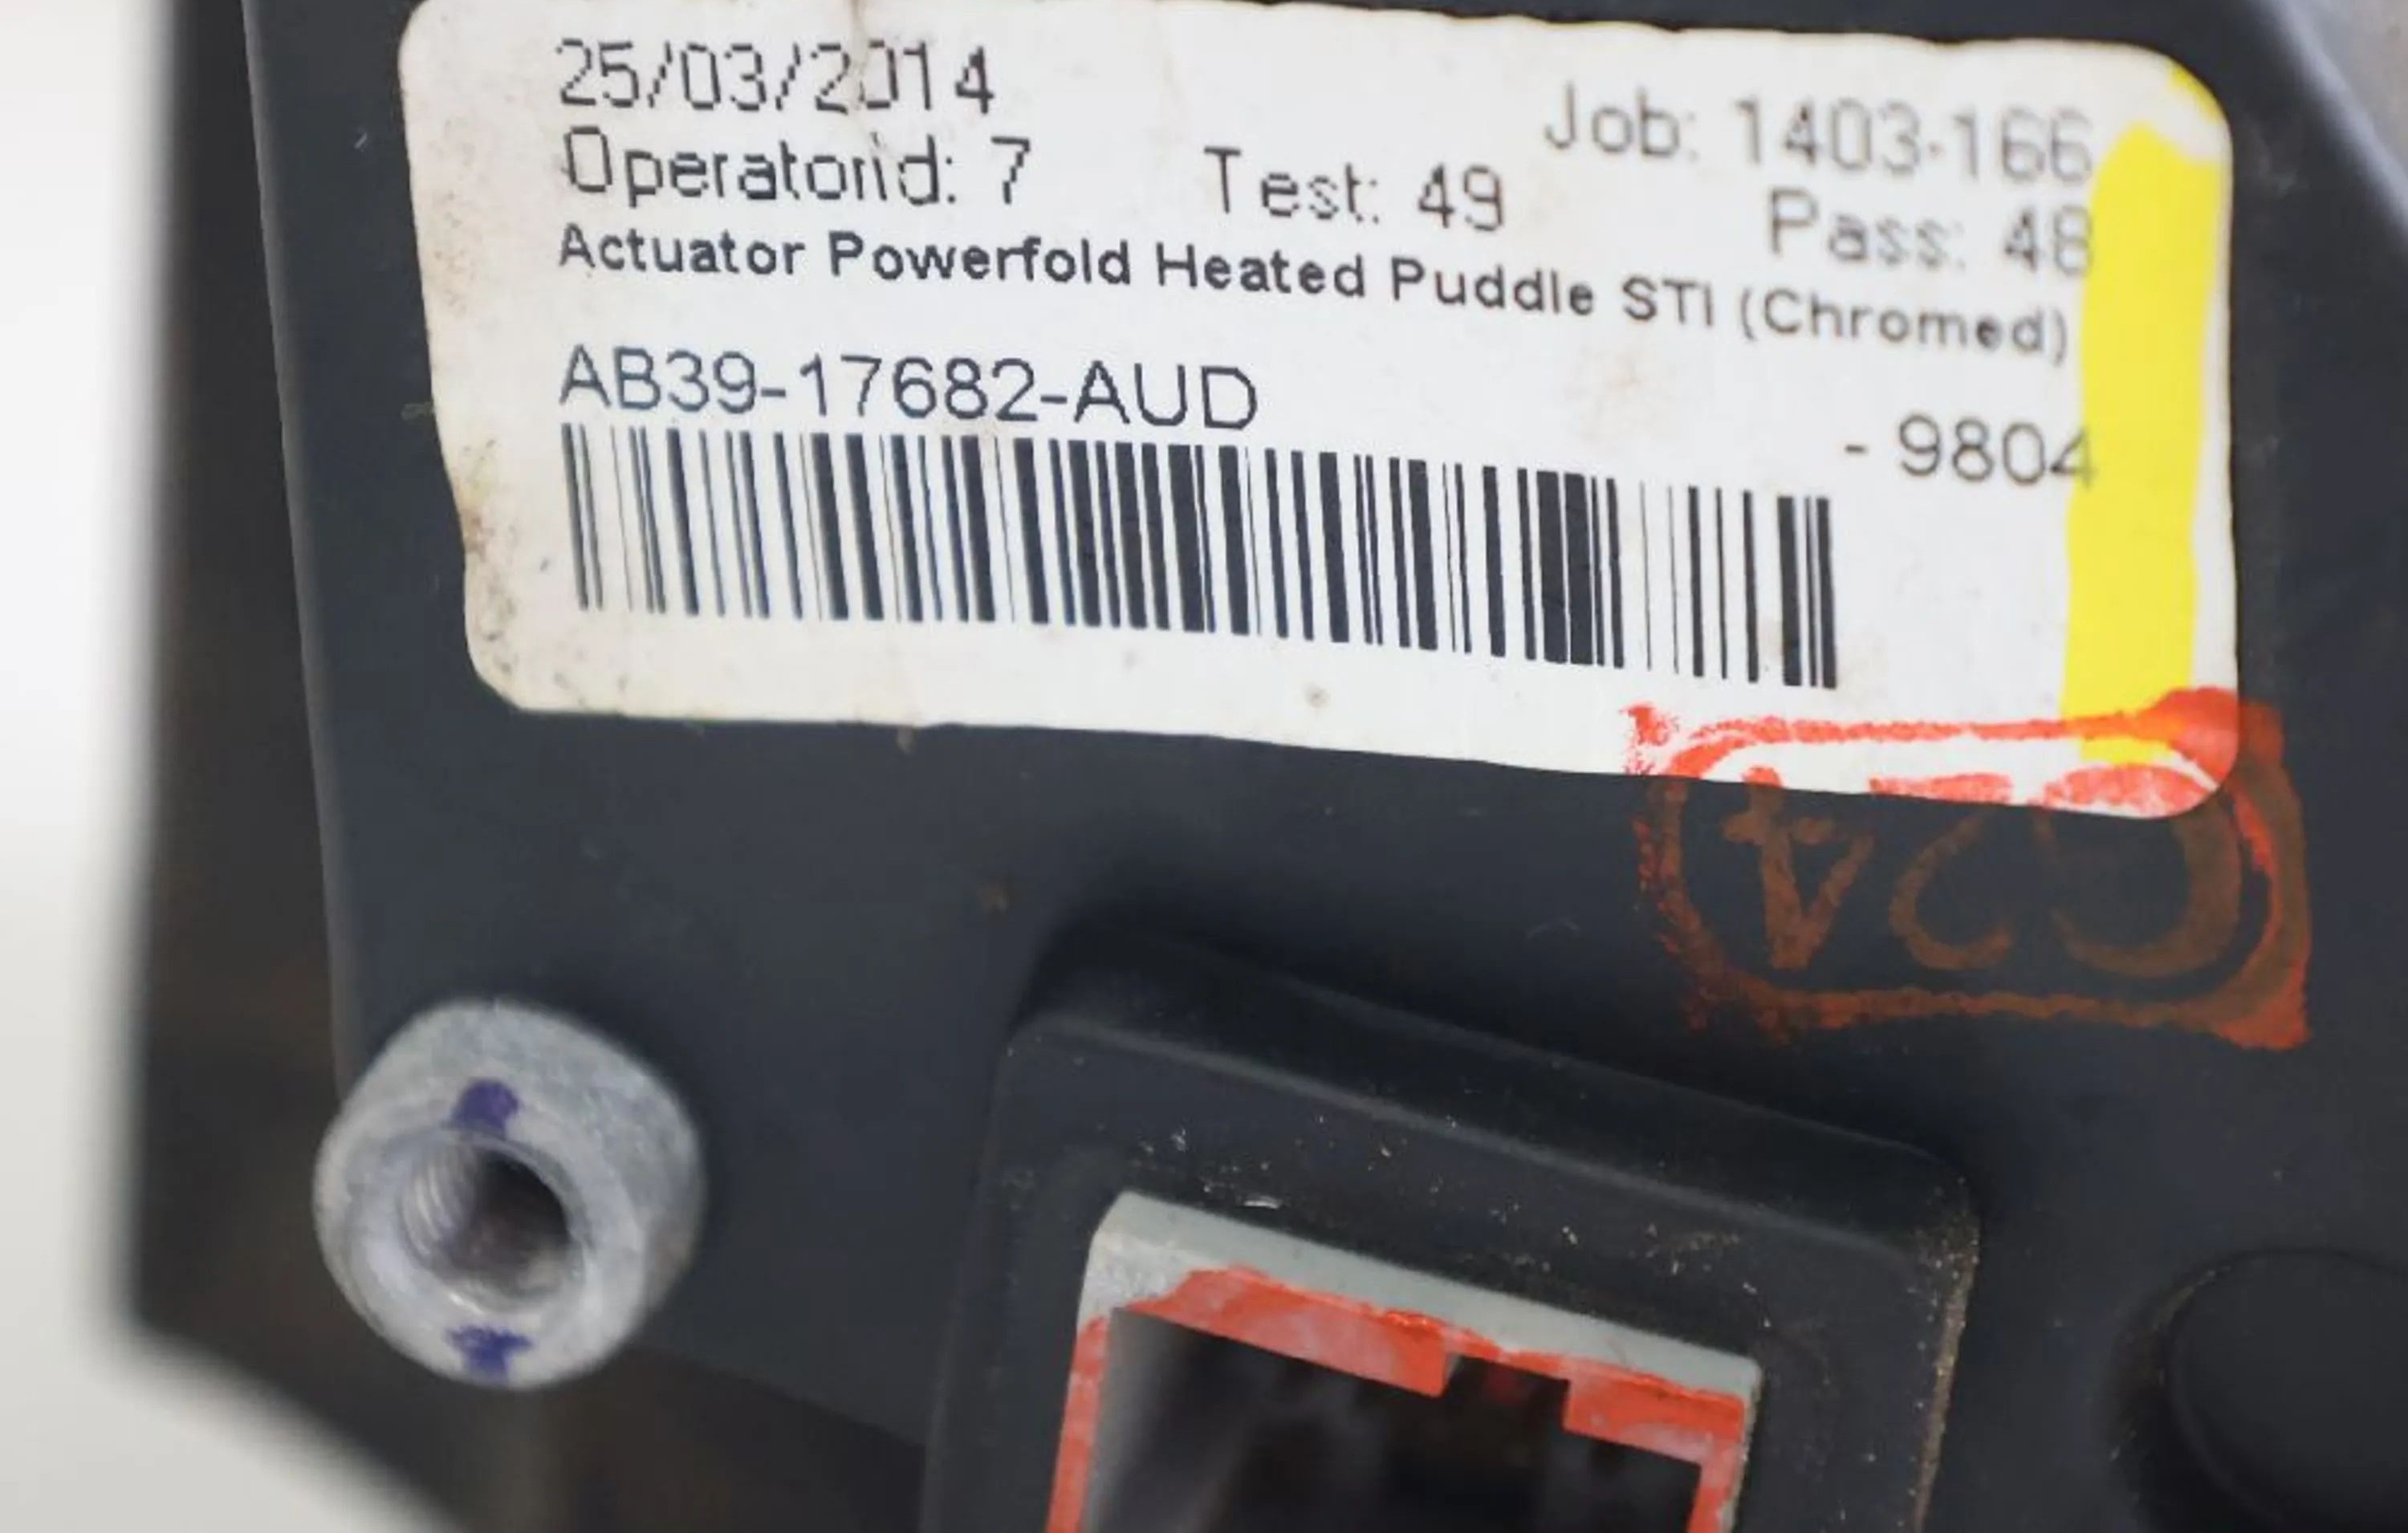 25/03/2014
Job: 1403-166
Operatorid: 7 Test: 49 Pass: 48
Actuator Powerfold Heated Puddle STI (Chromed)
AB39-17682-AUD
- 9804
C24